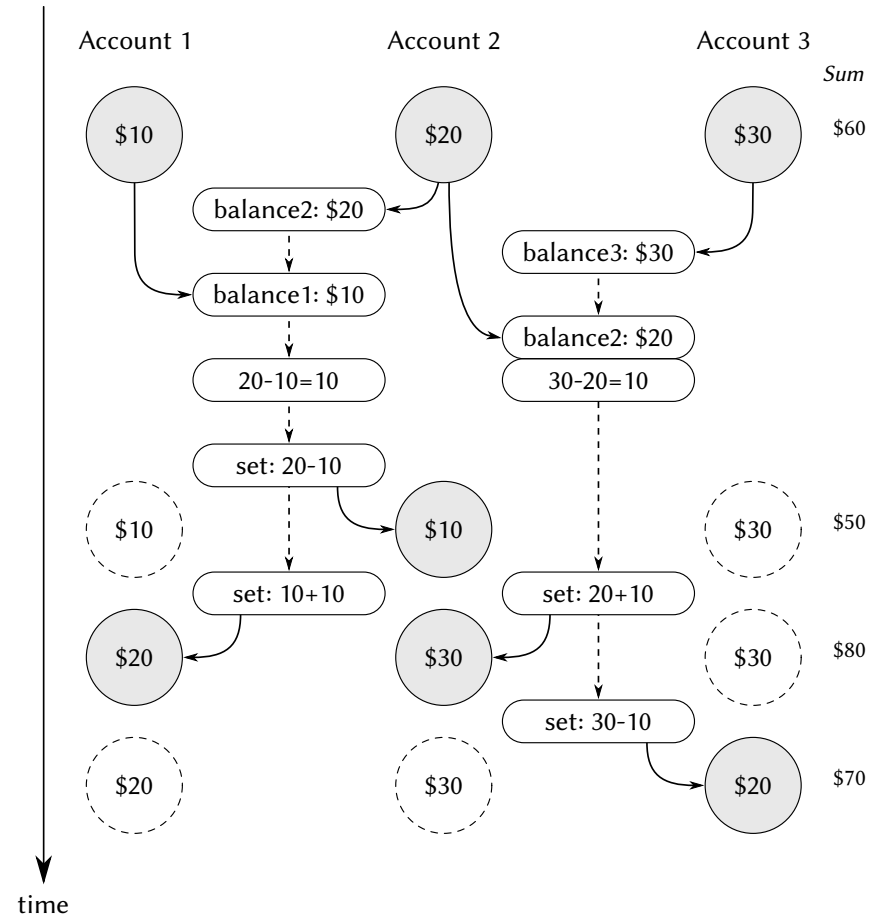 Account 1 Account 2 Account 3
Sum
$10 $20 $30 $60
balance2: $20
balance3: $30
balance1: $10
balance2: $20
20-10=10 30-20=10
set: 20-10
$10 $10 $30 $50
set: 10+10 set: 20+10
$20 $30 $30 $80
set: 30-10
$20 $30 $20 $70
time